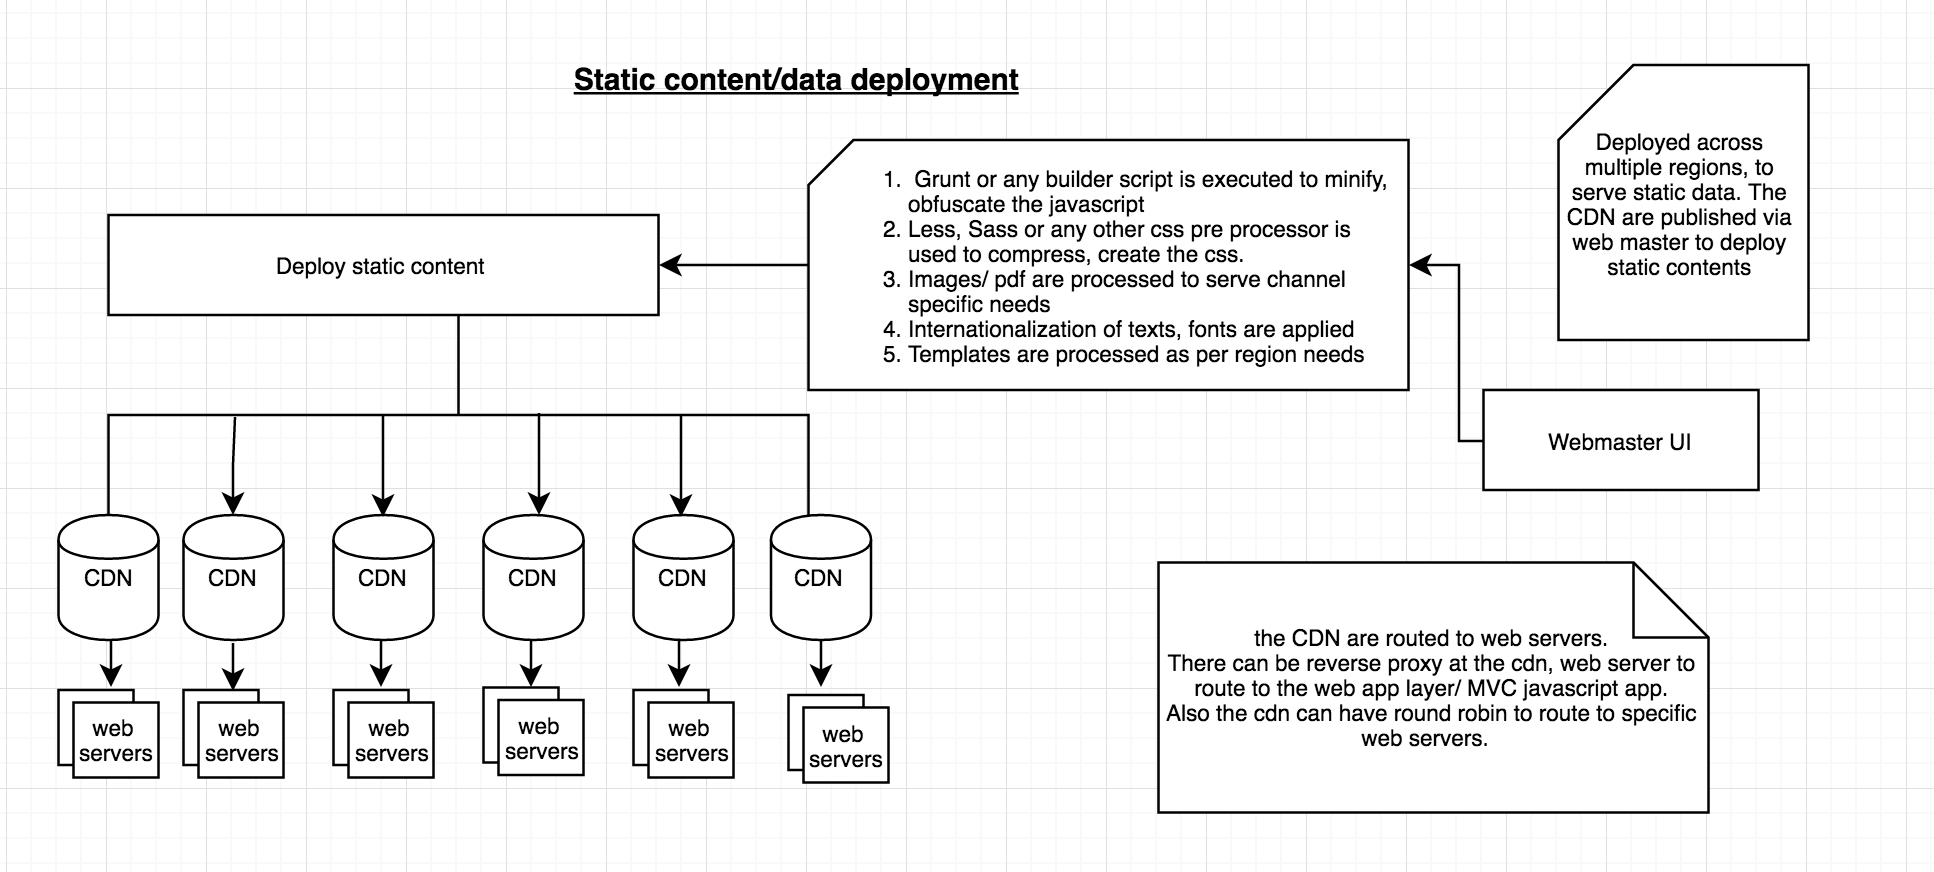 Static content/data deployment
Deployed across
multiple regions, to
serve static data. The
CDN are published via
web master to deploy
static contents
1. Grunt or any builder script is executed to minify,
obfuscate the javascript
2. Less, Sass or any other css pre processor is
used to compress, create the css.
3. Images/ pdf are processed to serve channel
specific needs
4. Internationalization of texts, fonts are applied
5. Templates are processed as per region needs
Deploy static content
Webmaster UI
CDN
CDN
CDN
CDN
CDN
CDN
the CDN are routed to web servers.
There can be reverse proxy at the cdn, web server to
route to the web app layer/ MVC javascript app.
Also the cdn can have round robin to route to specific
web servers.
web
servers
web
servers
web
servers
web
servers
web
servers
web
servers